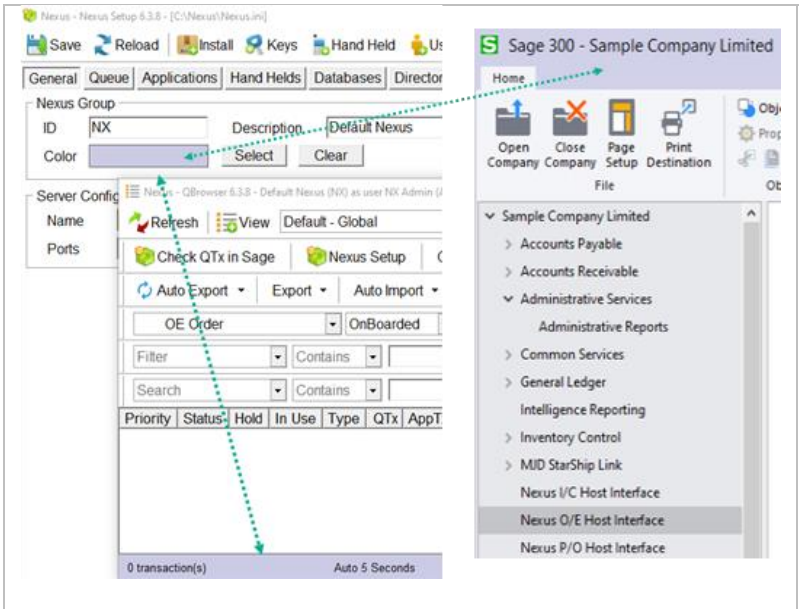 Nexus - Nexus Setup 6.3.8 - [C:\Nexus\Nexus.ini]
Save Reload Install Keys Hand Held Us
General Queue Applications Hand Helds Databases Director
Nexus Group
ID NX Description Default Nexus
Color Select Clear
Server Config
Name
Ports
Nexus - QBrowser 6.3.8 - Default Nexus (NX) as user NX Admin (A
Refresh View Default - Global
Check QTx in Sage Nexus Setup
Auto Export Export Auto Import
OE Order OnBoarded
Filter Contains
Search Contains
Priority Status Hold In Use Type QTx AppT
0 transaction(s) Auto 5 Seconds
S Sage 300 - Sample Company Limited
Home
Open Company Close Company Page Setup Print Destination
File
Obje
Prop
Ob
Sample Company Limited
Accounts Payable
Accounts Receivable
Administrative Services
Administrative Reports
Common Services
General Ledger
Intelligence Reporting
Inventory Control
MJD StarShip Link
Nexus I/C Host Interface
Nexus O/E Host Interface
Nexus P/O Host Interface